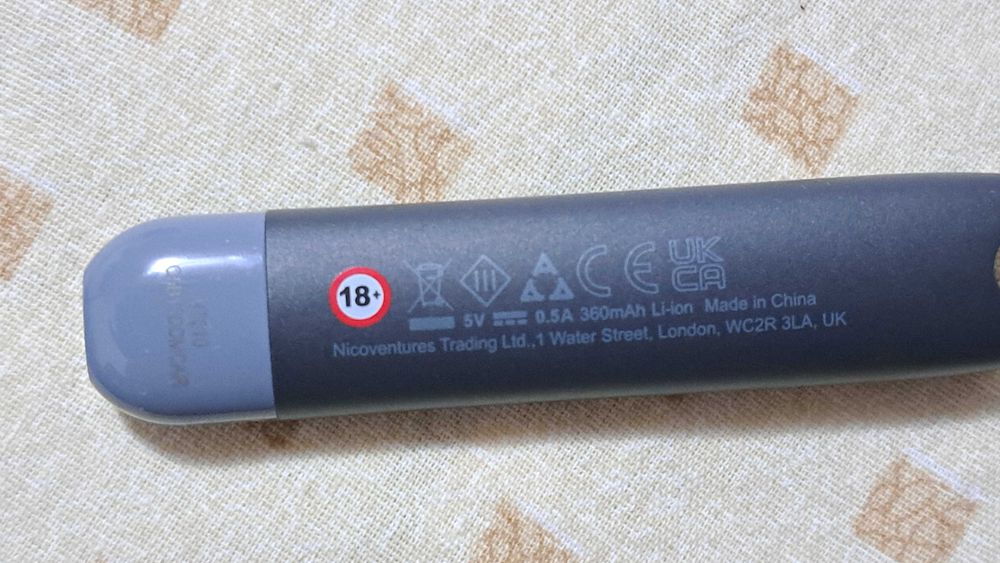 18+
CE UK
CA
5V 0.5A 360mAh Li-ion Made in China
Nicoventures Trading Ltd.,1 Water Street, London, WC2R 3LA, UK